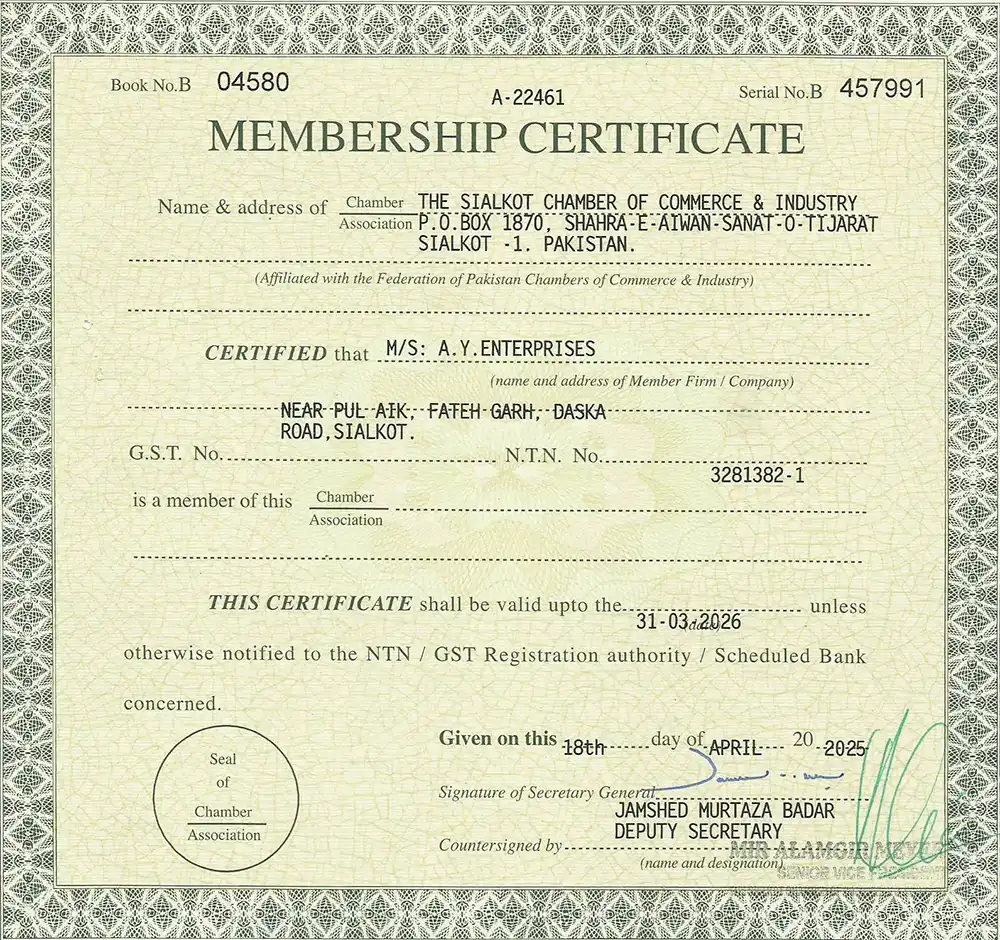 Book No.B 04580
A-22461
Serial No.B 457991
MEMBERSHIP CERTIFICATE
Name & address of Chamber THE SIALKOT CHAMBER OF COMMERCE & INDUSTRY
Association P.O.BOX 1870, SHAHRA-E-AIWAN-SANAT-O-TIJARAT
SIALKOT -1. PAKISTAN.
(Affiliated with the Federation of Pakistan Chambers of Commerce & Industry)
CERTIFIED that M/S: A.Y.ENTERPRISES
(name and address of Member Firm / Company)
NEAR PUL AIK, FATEH GARH, DASKA
ROAD,SIALKOT.
G.S.T. No. N.T.N. No.
3281382-1
is a member of this Chamber
Association
THIS CERTIFICATE shall be valid upto the unless
31-03-2026
(date)
otherwise notified to the NTN / GST Registration authority / Scheduled Bank
concerned.
Seal
of
Chamber
Association
Given on this 18th day of APRIL 20 2025
Signature of Secretary General
JAMSHED MURTAZA BADAR
DEPUTY SECRETARY
Countersigned by
(name and designation)
MIR ALAMGIR
SENIOR VICE